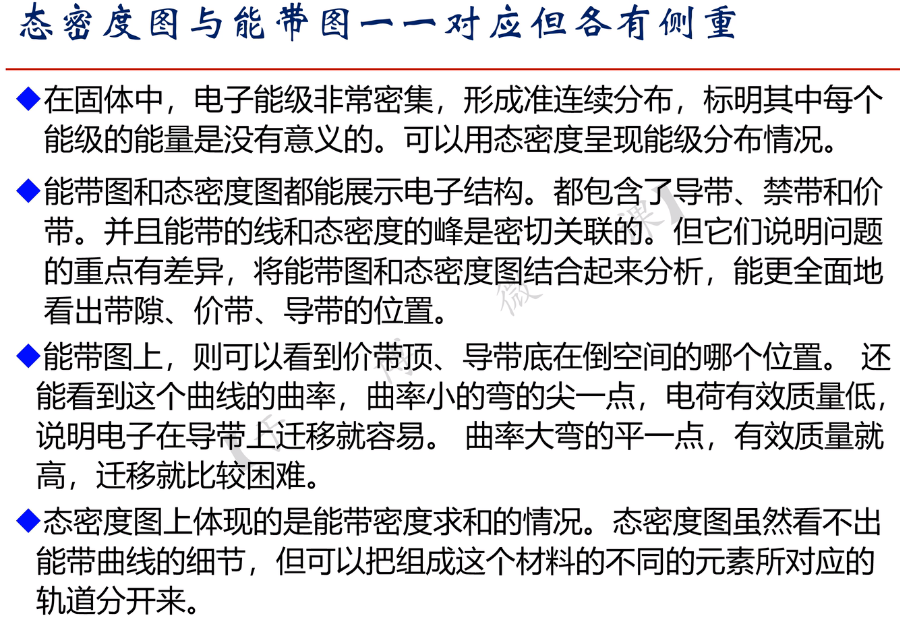 态密度图与能带图一一对应但各有侧重
◆在固体中，电子能级非常密集，形成准连续分布，标明其中每个
能级的能量是没有意义的。可以用态密度呈现能级分布情况。
◆能带图和态密度图都能展示电子结构。都包含了导带、禁带和价
带。并且能带的线和态密度的峰是密切关联的。但它们说明问题
的重点有差异，将能带图和态密度图结合起来分析，能更全面地
看出带隙、价带、导带的位置。
◆能带图上，则可以看到价带顶、导带底在倒空间的哪个位置。 还
能看到这个曲线的曲率，曲率小的弯的尖一点，电荷有效质量低，
说明电子在导带上迁移就容易。 曲率大弯的平一点，有效质量就
高，迁移就比较困难。
◆态密度图上体现的是能带密度求和的情况。态密度图虽然看不出
能带曲线的细节，但可以把组成这个材料的不同的元素所对应的
轨道分开来。